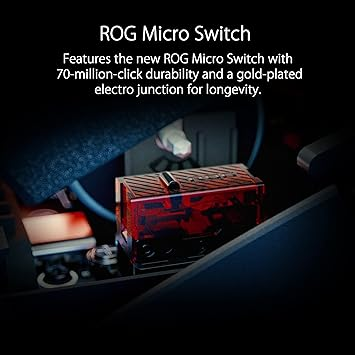 ROG Micro Switch
Features the new ROG Micro Switch with
70-million-click durability and a gold-plated
electro junction for longevity.